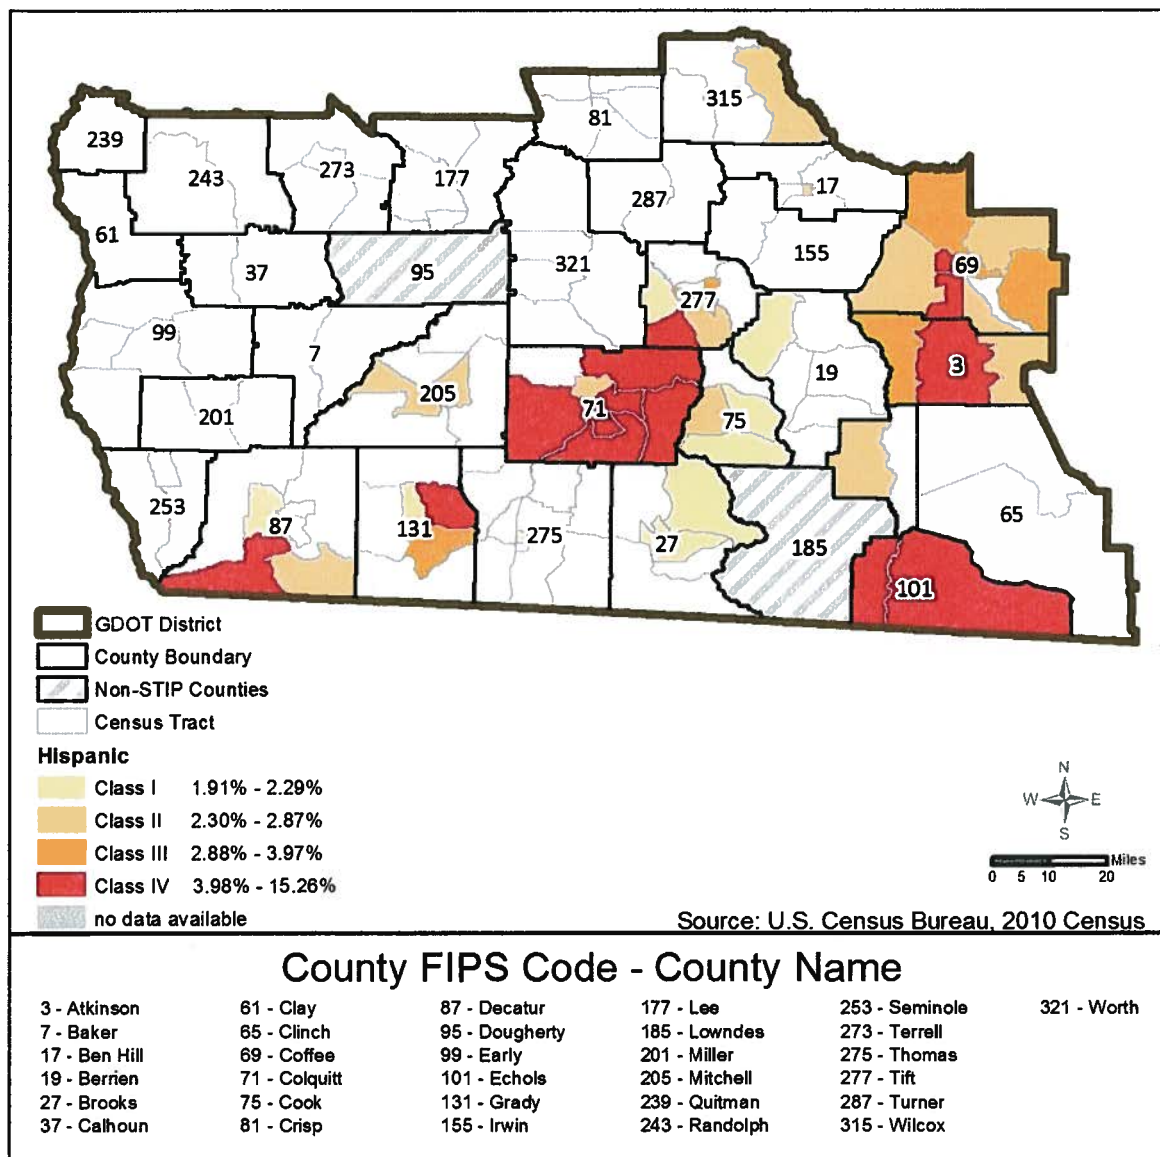 315
81
239
273
243
177
17
287
61
155
69
321
37
95
277
99
7
3
19
205
71
201
75
253
65
87
131
275
27
185
101
GDOT District
County Boundary
Non-STIP Counties
Census Tract
Hispanic
Class I 1.91% - 2.29%
Class II 2.30% - 2.87%
Class III 2.88% - 3.97%
Class IV 3.98% - 15.26%
no data available
N
W E
S
Miles
0 5 10 20
Source: U.S. Census Bureau, 2010 Census
County FIPS Code - County Name
3 - Atkinson
7 - Baker
17 - Ben Hill
19 - Berrien
27 - Brooks
37 - Calhoun
61 - Clay
65 - Clinch
69 - Coffee
71 - Colquitt
75 - Cook
81 - Crisp
87 - Decatur
95 - Dougherty
99 - Early
101 - Echols
131 - Grady
155 - Irwin
177 - Lee
185 - Lowndes
201 - Miller
205 - Mitchell
239 - Quitman
243 - Randolph
253 - Seminole
273 - Terrell
275 - Thomas
277 - Tift
287 - Turner
315 - Wilcox
321 - Worth